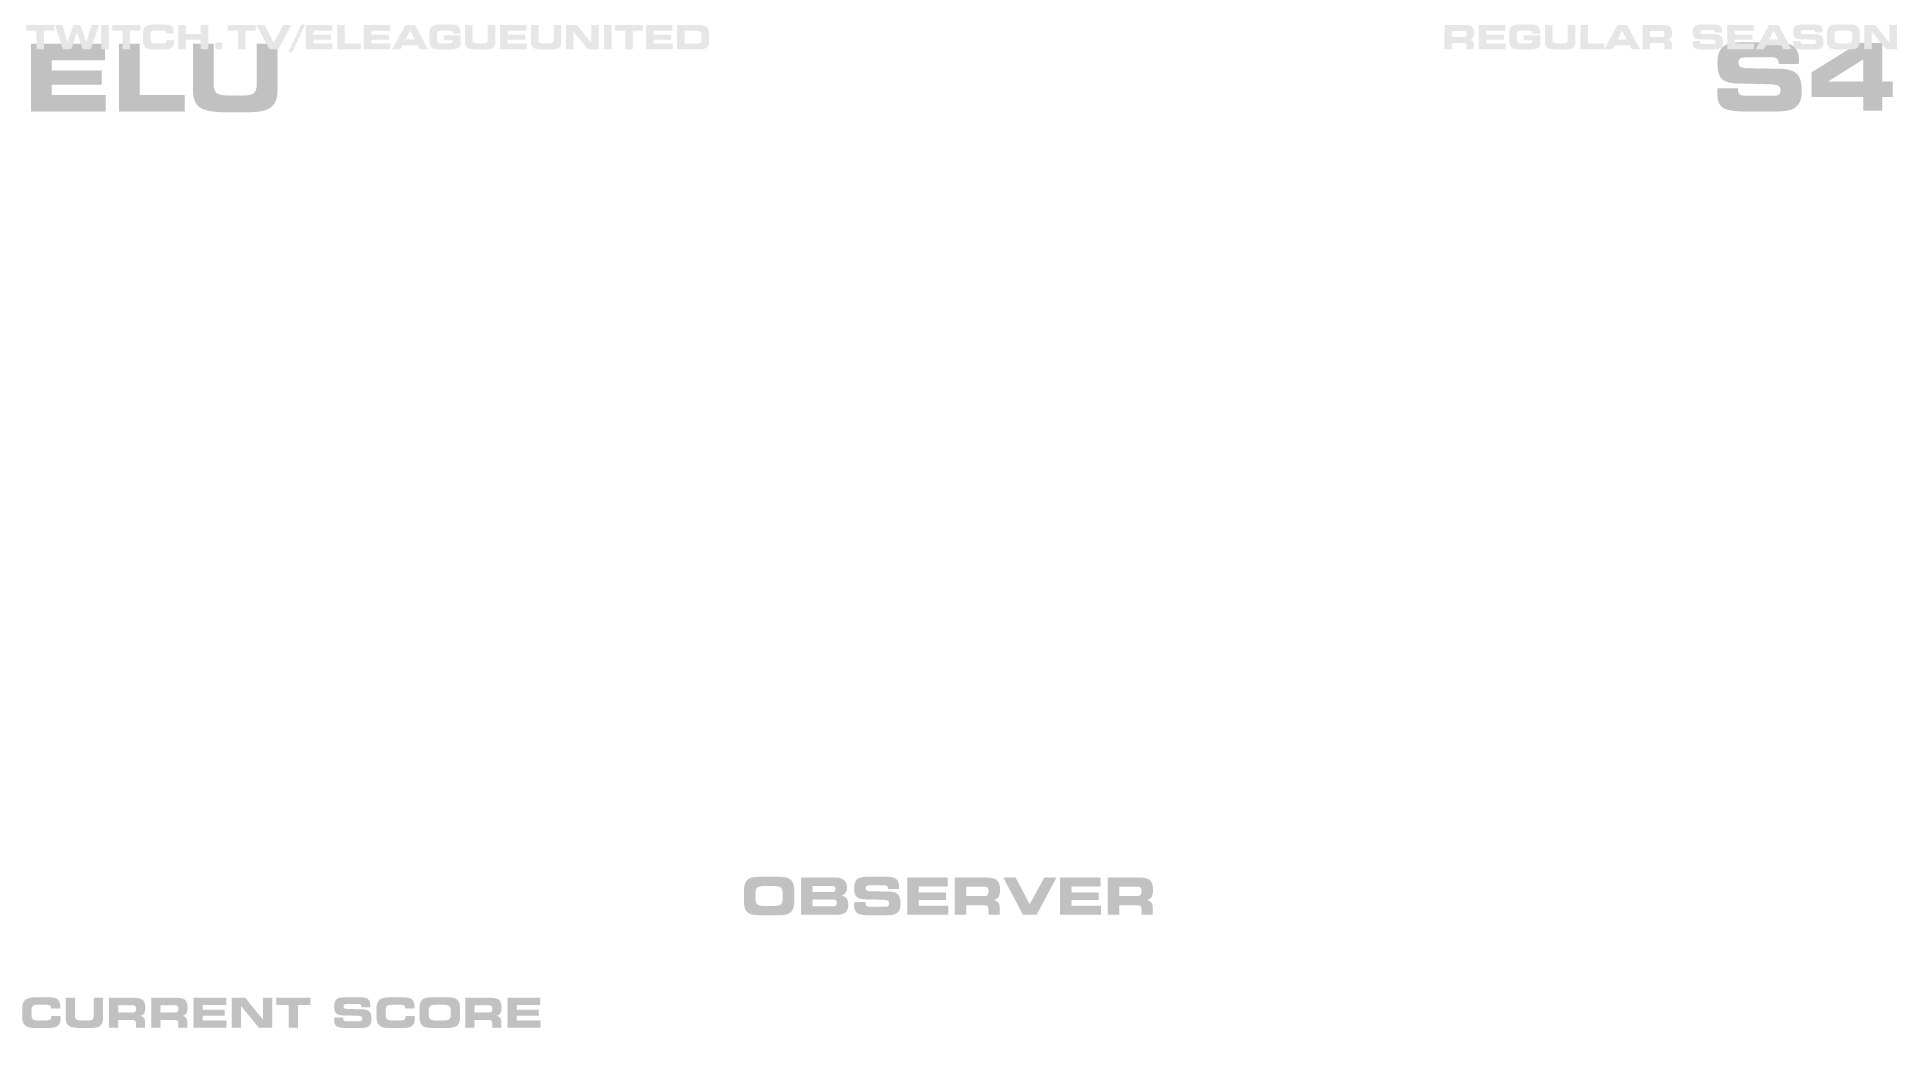 TWITCH.TV/ELEAGUEUNITED
ELU
REGULAR SEASON
S4
OBSERVER
CURRENT SCORE